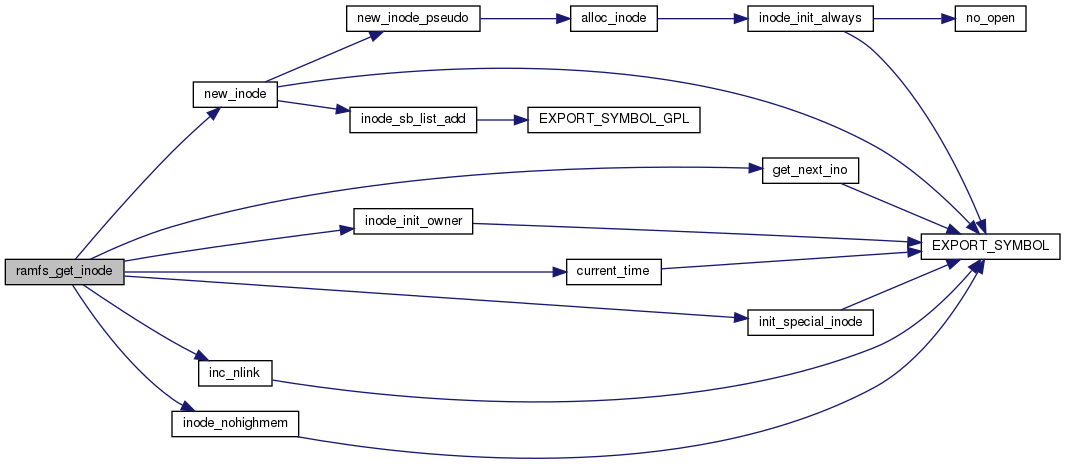 new_inode_pseudo
alloc_inode
inode_init_always
no_open
new_inode
inode_sb_list_add
EXPORT_SYMBOL_GPL
get_next_ino
inode_init_owner
EXPORT_SYMBOL
ramfs_get_inode
current_time
init_special_inode
inc_nlink
inode_nohighmem